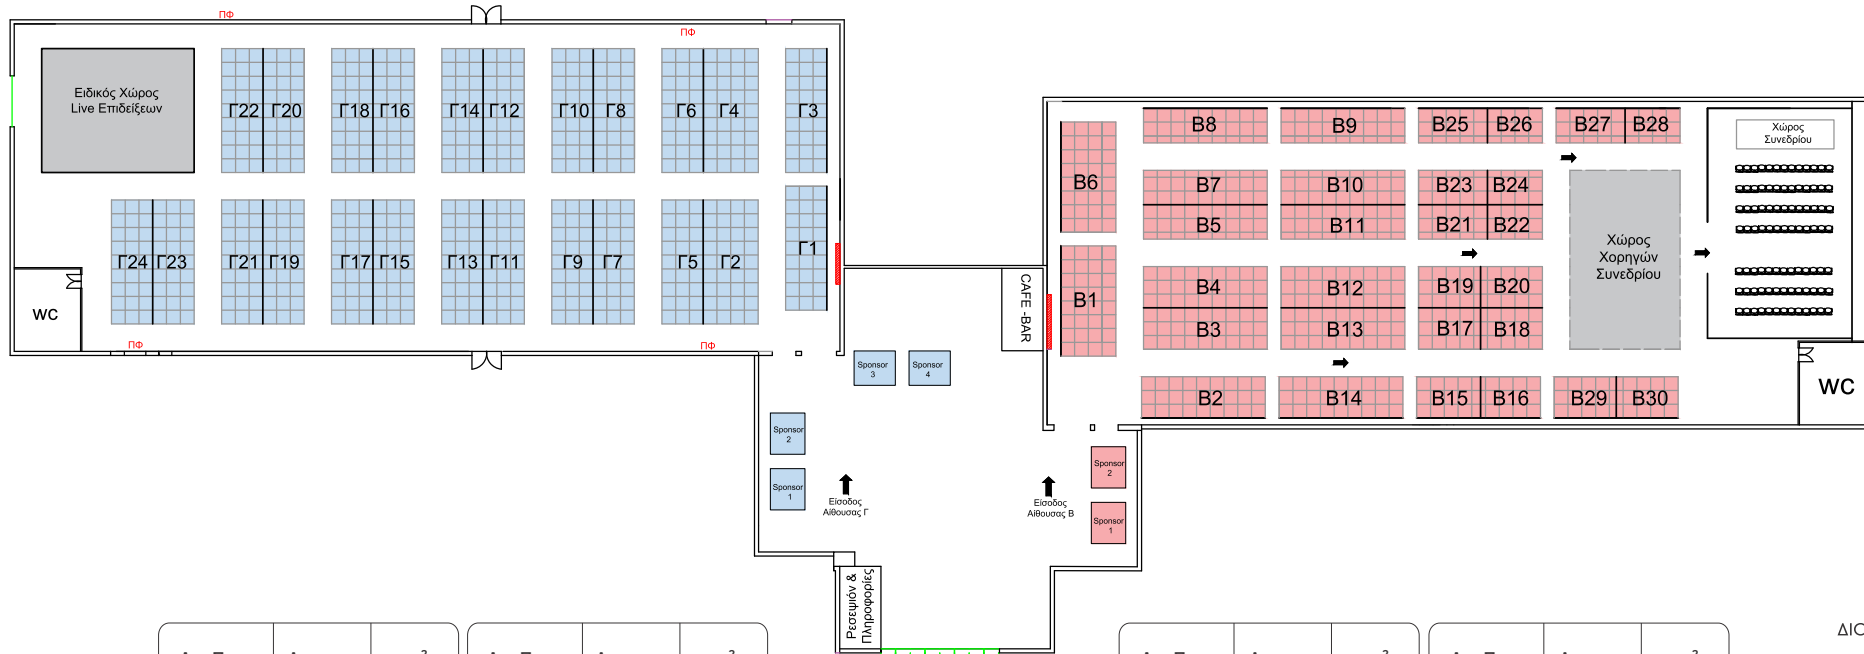 ΠΦ
ΠΦ
Ειδικός Χώρος
Live Επιδείξεων
Γ22 Γ20 Γ18 Γ16 Γ14 Γ12 Γ10 Γ8 Γ6 Γ4 Γ3
Γ24 Γ23 Γ21 Γ19 Γ17 Γ15 Γ13 Γ11 Γ9 Γ7 Γ5 Γ2 Γ1
WC
ΠΦ
ΠΦ
CAFE -BAR
Sponsor
3
Sponsor
4
Sponsor
2
Sponsor
1
Είσοδος
Αίθουσας Γ
Είσοδος
Αίθουσας Β
Sponsor
2
Sponsor
1
Ρεσεψιόν &
Πληροφορίες
B8 B9 B25 B26 B27 B28
B6
B7 B10 B23 B24
B5 B11 B21 B22
B1
B4 B12 B19 B20
B3 B13 B17 B18
B2 B14 B15 B16 B29 B30
Χώρος
Συνεδρίου
Χώρος
Χορηγών
Συνεδρίου
WC